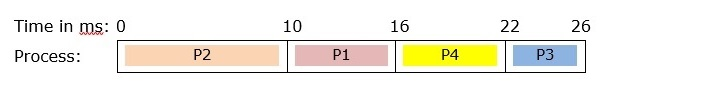 Time in ms: 0 10 16 22 26
Process: P2 P1 P4 P3